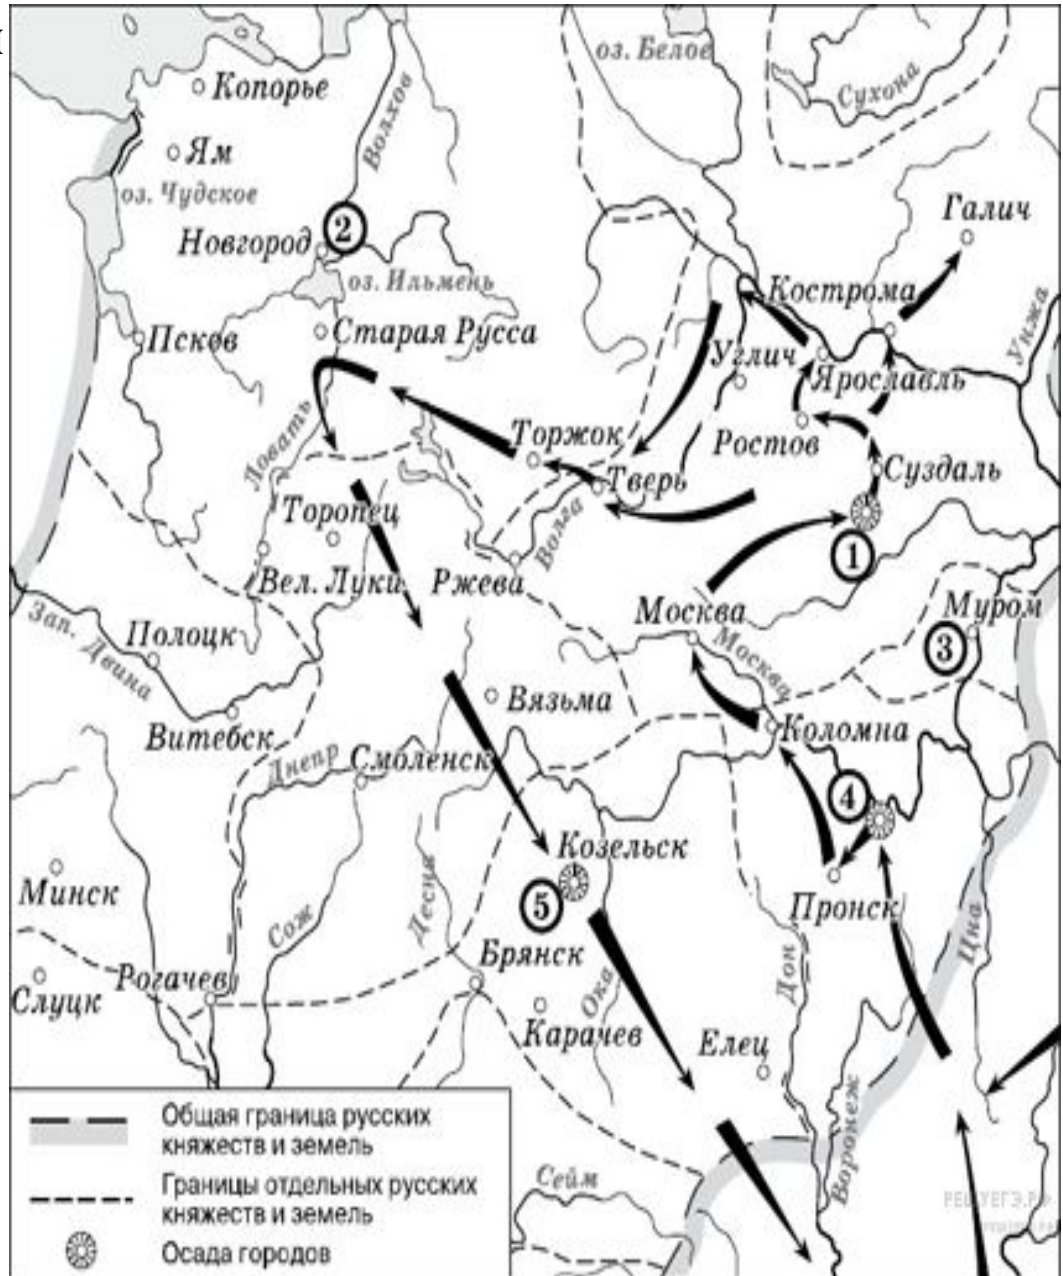 оз. Белое
Сухона
Копорье
Волхов
Ям
оз. Чудское
Галич
Новгород
2
оз. Ильмень
Кострома
Унжа
Старая Русса
Псков
Углич
Ярославль
Ловать
Торжок
Ростов
Тверь
Суздаль
Торопец
Волга
1
Вел. Луки
Ржева
Москва
Муром
Зап. Двина
Полоцк
Москва
3
Вязьма
Витебск
Коломна
Днепр
Смоленск
4
Козельск
Минск
5
Десна
Пронск
Сож
Цна
Брянск
Дон
Слуцк
Рогачев
Ока
Карачев
Елец
Воронеж
Сейм
Общая граница русских
княжеств и земель
Границы отдельных русских
княжеств и земель
Осада городов
РЕШУЕГЭ.РФ